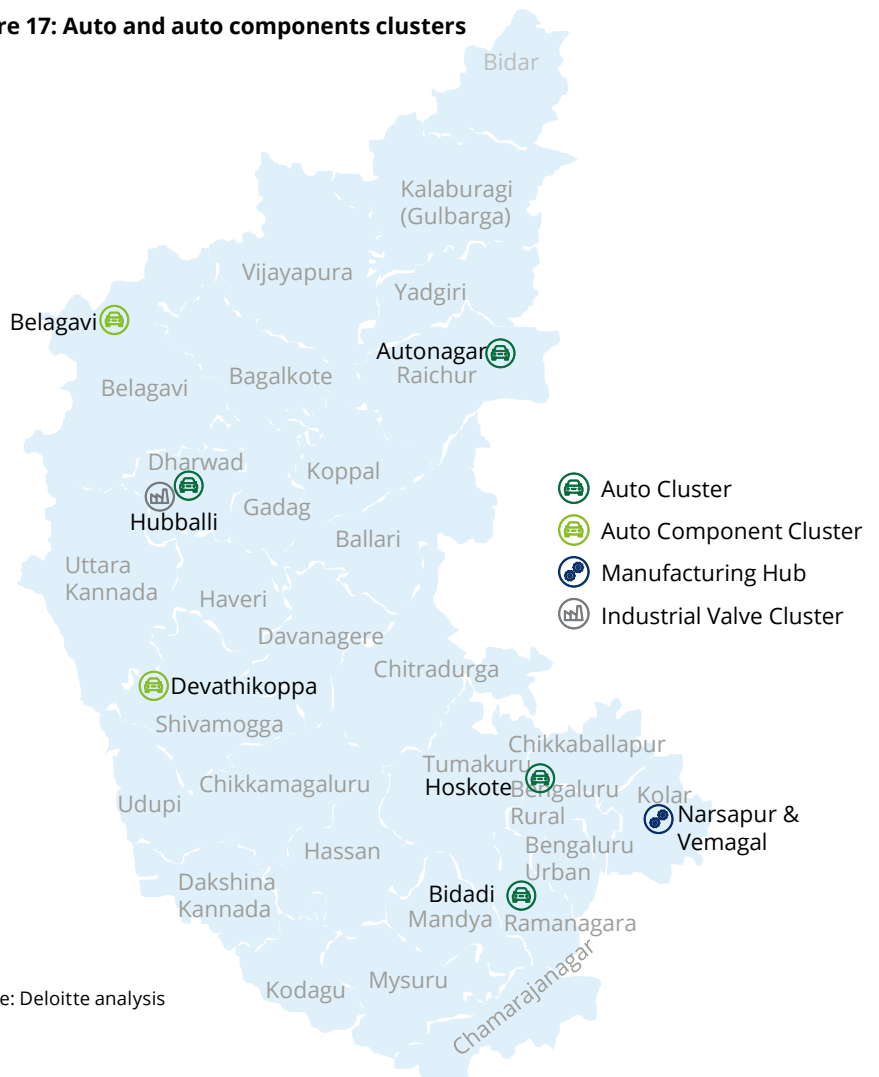 re 17: Auto and auto components clusters
Bidar
Kalaburagi
(Gulbarga)
Vijayapura
Yadgiri
Belagavi
Autonagar
Raichur
Bagalkote
Belagavi
Dharwad
Koppal
Gadag
Hubballi
Ballari
Auto Cluster
Auto Component Cluster
Manufacturing Hub
Industrial Valve Cluster
Uttara
Kannada
Haveri
Davanagere
Chitradurga
Devathikoppa
Shivamogga
Chikkaballapur
Tumakuru
Hoskote
Bengaluru
Rural
Kolar
Narsapur &
Vemagal
Chikkamagaluru
Udupi
Hassan
Bengaluru
Urban
Dakshina
Kannada
Bidadi
Mandya
Ramanagara
Chamarajanagar
Mysuru
Kodagu
e: Deloitte analysis